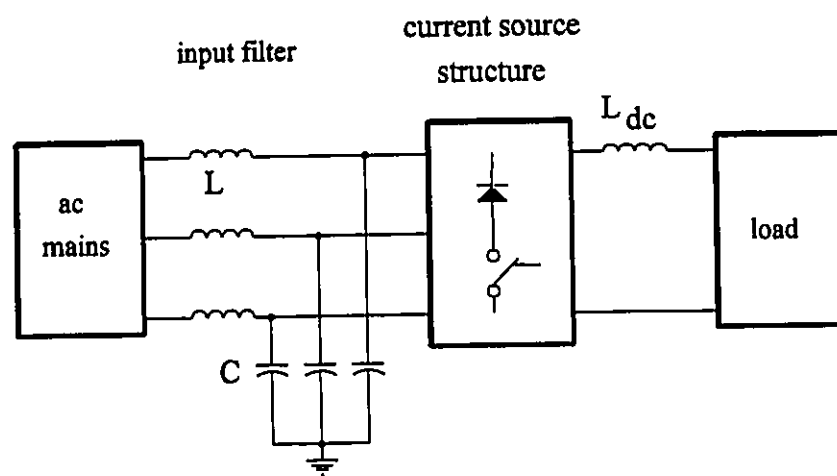 input filter
current source
structure
L dc
L
ac
mains
load
C